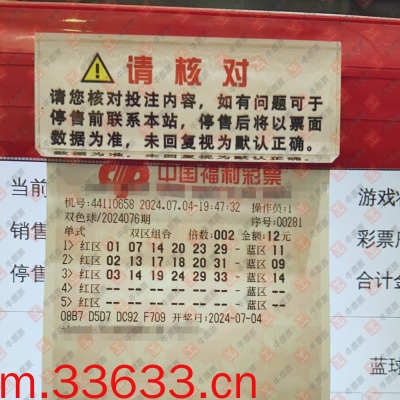 请核对
请您核对投注内容，如有问题可于
停售前联系本站，停售后将以票面
数据为准，未回复视为默认正确。
中国福利彩票
当前
机号:44110658 2024.07.04-19:47:32 操作员:1
双色球/2024076期 序号:00281
游戏
销售
单式 双区组合 倍数:002 金额:12元
1>红区 01 07 14 20 23 29 -蓝区 11
彩票
停售
2>红区 02 13 17 18 20 31 -蓝区 09
3>红区 03 14 19 24 29 33 -蓝区 14
合计金
4>红区 -蓝区
5>红区 -蓝区
08B7 D5D7 DC92 F709 开奖日:2024-07-04
蓝球
m.33633.cn